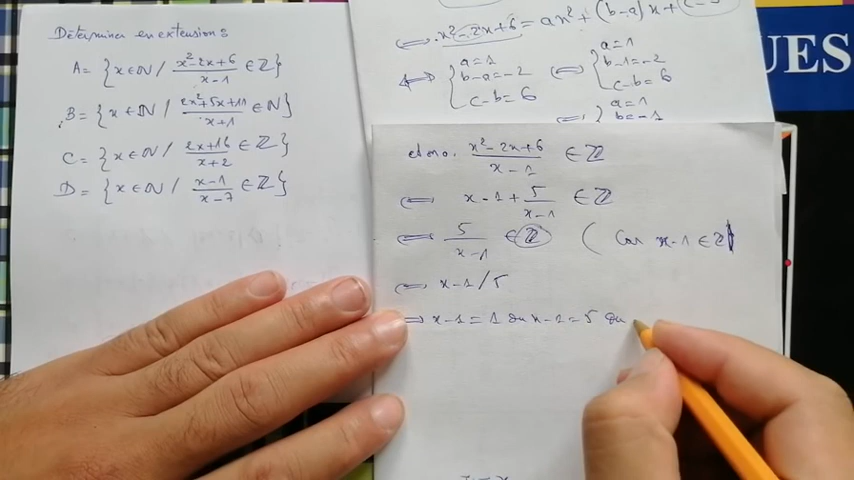 Déterminer en extension :
A = { x ∈ ℕ / x² - 2x + 6 / x - 1 ∈ ℤ }
B = { x ∈ ℕ / 2x² + 5x + 11 / x + 1 ∈ ℕ }
C = { x ∈ ℕ / 2x + 16 / x + 2 ∈ ℤ }
D = { x ∈ ℕ / x - 1 / x - 7 ∈ ℤ }
⟺ x² - 2x + 6 = ax² + (b - a) x +
⟺ { a = 1 b - a = -2 c - b = 6 ⟺ { a = 1 b - 1 = -2 c - b = 6
⟺ { a = 1 b = -1
x² - 2x + 6 / x - 1 ∈ ℤ
⟺ x - 1 + 5 / x - 1 ∈ ℤ
⟺ 5 / x - 1 ∈ ℤ ( Car x - 1 ∈ ℤ )
⟺ x - 1 / 5
⟹ x - 1 = 1 ou x - 1 = 5 ou
UES